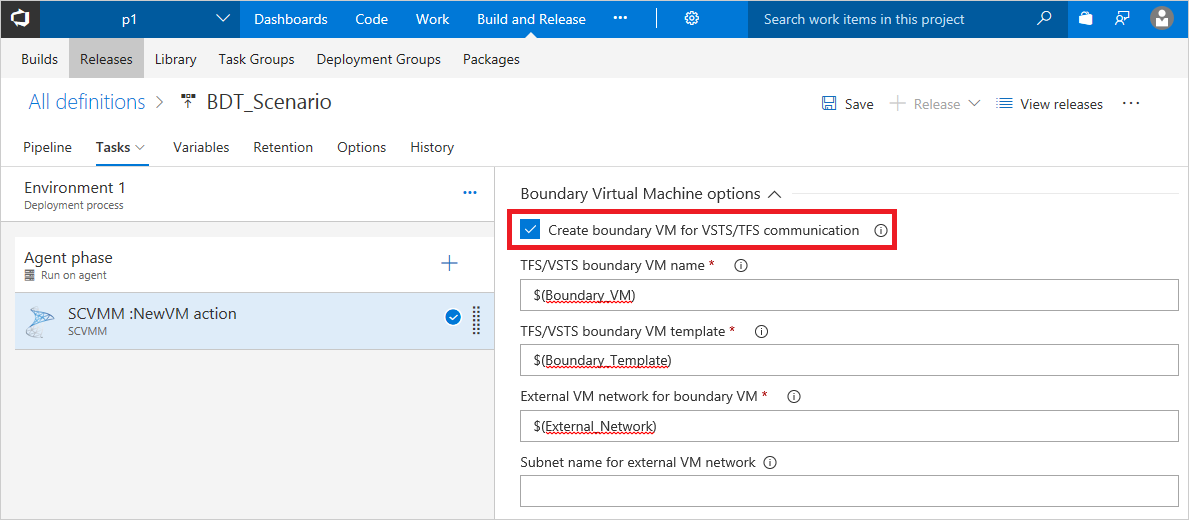 p1 Dashboards Code Work Build and Release ··· Search work items in this project
Builds Releases Library Task Groups Deployment Groups Packages
All definitions > BDT_Scenario Save + Release View releases ···
Pipeline Tasks Variables Retention Options History
Environment 1 ···
Deployment process
Agent phase
Run on agent
SCVMM :NewVM action
SCVMM
Boundary Virtual Machine options
Create boundary VM for VSTS/TFS communication
TFS/VSTS boundary VM name *
$(Boundary_VM)
TFS/VSTS boundary VM template *
$(Boundary_Template)
External VM network for boundary VM *
$(External_Network)
Subnet name for external VM network